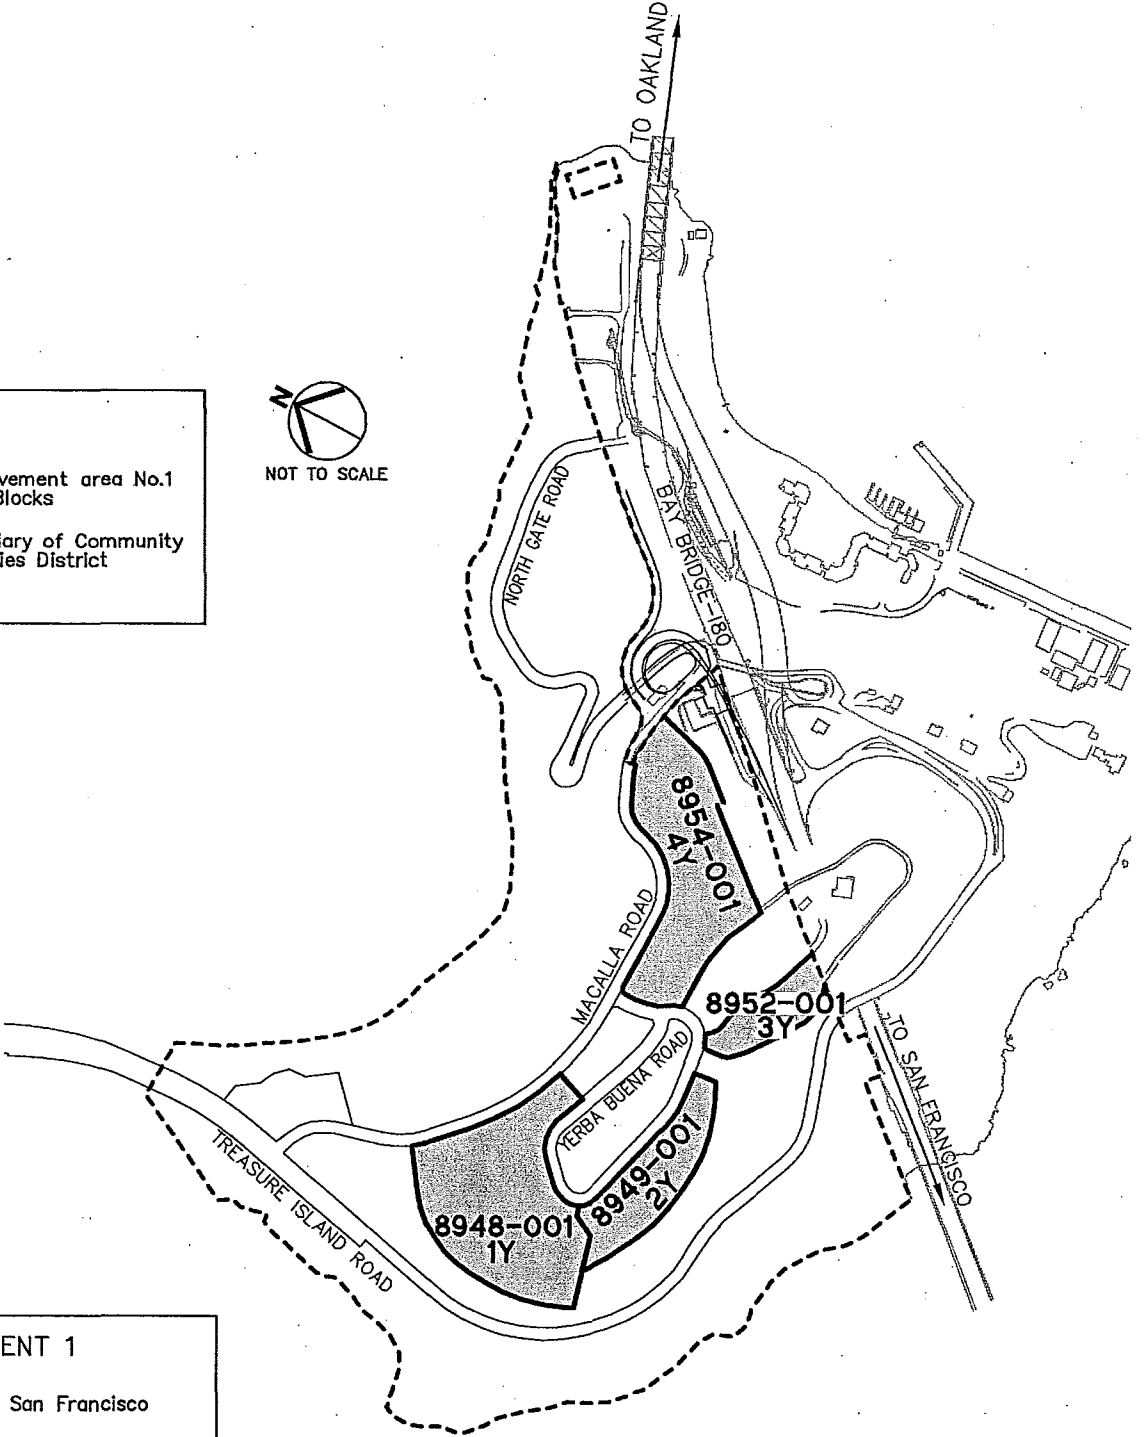 TO OAKLAND
N
NOT TO SCALE
vement area No.1
Blocks
ary of Community
ies District
NORTH GATE ROAD
BAY BRIDGE-I80
8954-001
4Y
MACALLA ROAD
8952-001
3Y
YERBA BUENA ROAD
TO SAN FRANCISCO
8949-001
2Y
TREASURE ISLAND ROAD
8948-001
1Y
ENT 1
San Francisco